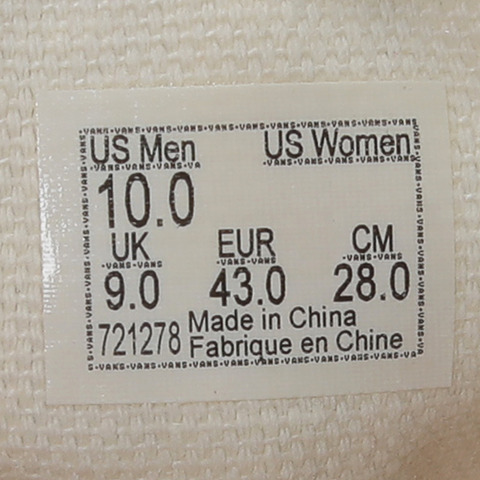 US Men US Women
10.0
UK EUR CM
9.0 43.0 28.0
721278 Made in China
Fabrique en Chine